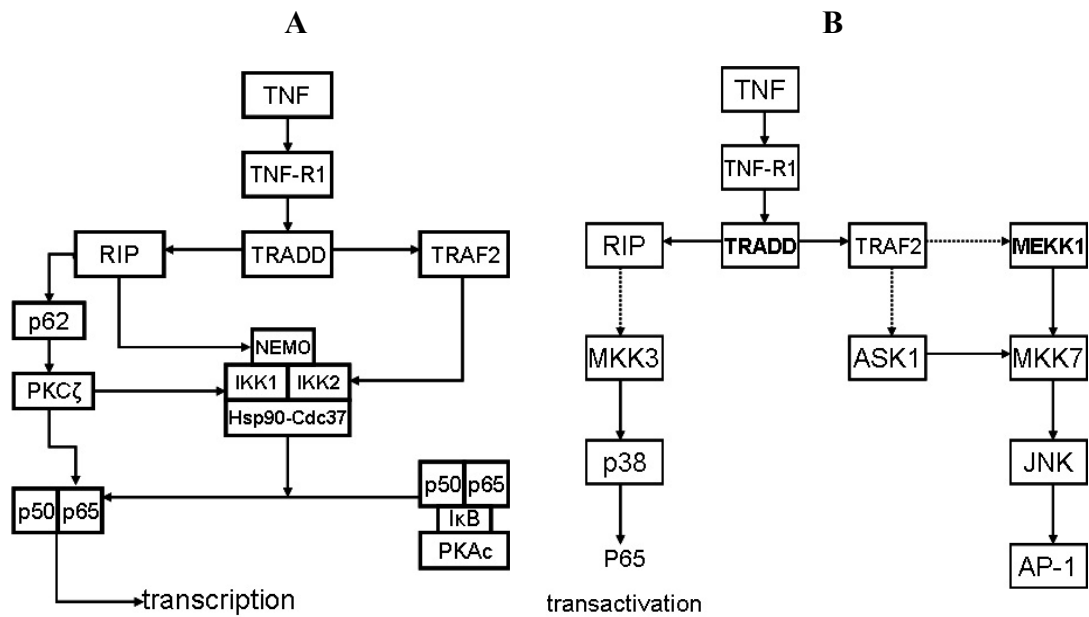 A
TNF
TNF-R1
RIP
TRADD
TRAF2
p62
NEMO
PKCζ
IKK1
IKK2
Hsp90-Cdc37
p50
p65
p50
p65
IκB
PKAc
transcription
B
TNF
TNF-R1
RIP
TRADD
TRAF2
MEKK1
MKK3
ASK1
MKK7
p38
JNK
P65
AP-1
transactivation